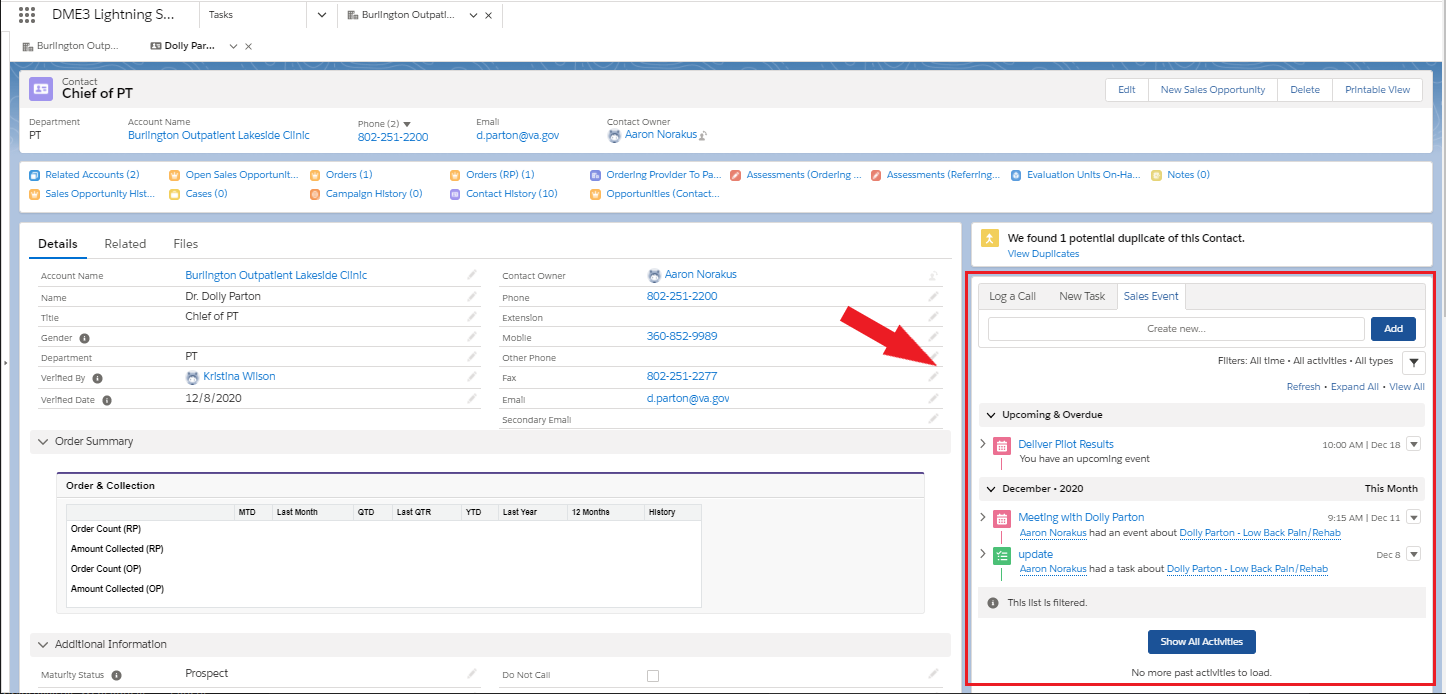 DME3 Lightning S...
Tasks
Burlington Outpati...
Burlington Outp...
Dolly Par...
Contact
Chief of PT
Edit
New Sales Opportunity
Delete
Printable View
Department
PT
Account Name
Burlington Outpatient Lakeside Clinic
Phone (2)
802-251-2200
Email
d.parton@va.gov
Contact Owner
Aaron Norakus
Related Accounts (2)
Open Sales Opportunit...
Orders (1)
Orders (RP) (1)
Ordering Provider To Pa...
Assessments (Ordering ...
Assessments (Referring...
Evaluation Units On-Ha...
Notes (0)
Sales Opportunity Hist...
Cases (0)
Campaign History (0)
Contact History (10)
Opportunities (Contact...
Details
Related
Files
Account Name
Burlington Outpatient Lakeside Clinic
Name
Dr. Dolly Parton
Title
Chief of PT
Gender
Department
PT
Verified By
Kristina Wilson
Verified Date
12/8/2020
Contact Owner
Aaron Norakus
Phone
802-251-2200
Extension
Mobile
360-852-9989
Other Phone
Fax
802-251-2277
Email
d.parton@va.gov
Secondary Email
Order Summary
Order & Collection
MTD
Last Month
QTD
Last QTR
YTD
Last Year
12 Months
History
Order Count (RP)
Amount Collected (RP)
Order Count (OP)
Amount Collected (OP)
Additional Information
Maturity Status
Prospect
Do Not Call
We found 1 potential duplicate of this Contact.
View Duplicates
Log a Call
New Task
Sales Event
Create new...
Add
Filters: All time • All activities • All types
Refresh • Expand All • View All
Upcoming & Overdue
Deliver Pilot Results
10:00 AM | Dec 18
You have an upcoming event
December • 2020
This Month
Meeting with Dolly Parton
9:15 AM | Dec 11
Aaron Norakus had an event about Dolly Parton - Low Back Pain/Rehab
update
Dec 8
Aaron Norakus had a task about Dolly Parton - Low Back Pain/Rehab
This list is filtered.
Show All Activities
No more past activities to load.